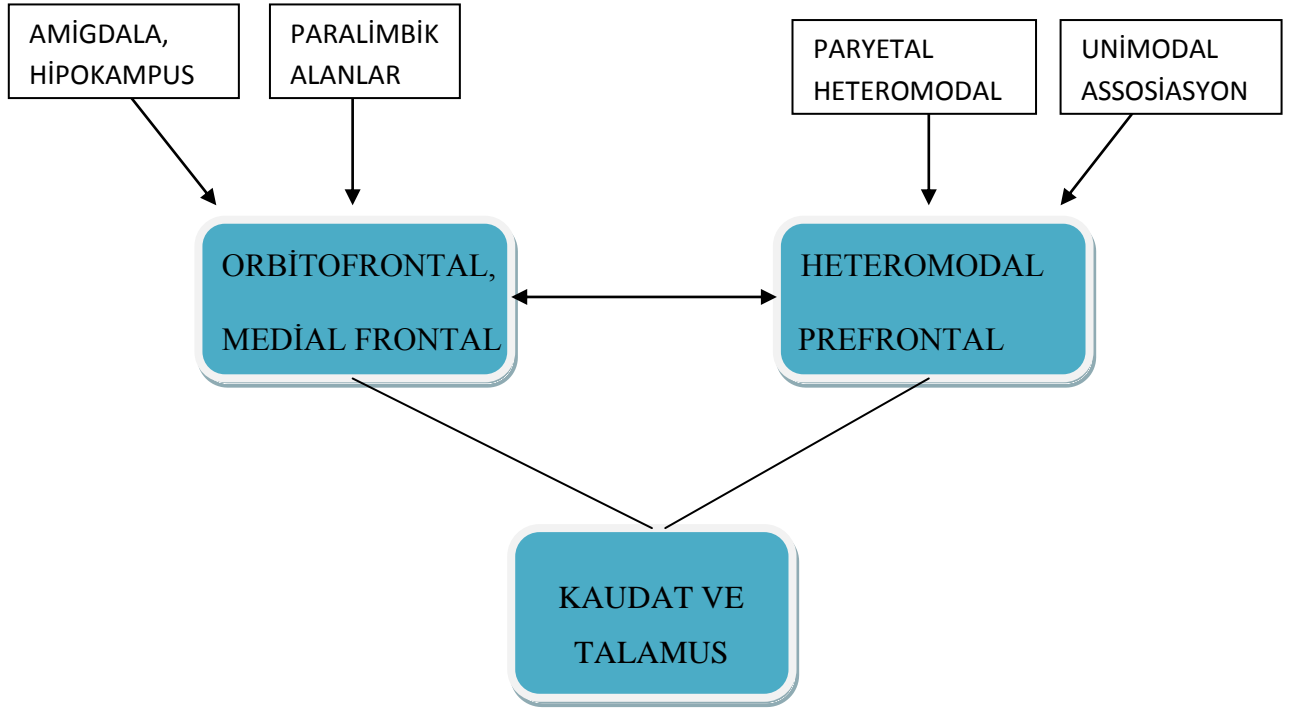 AMİGDALA,
HİPOKAMPUS
PARALİMBİK
ALANLAR
PARYETAL
HETEROMODAL
UNİMODAL
ASSOSİASYON
ORBİTOFRONTAL,
MEDİAL FRONTAL
HETEROMODAL
PREFRONTAL
KAUDAT VE
TALAMUS